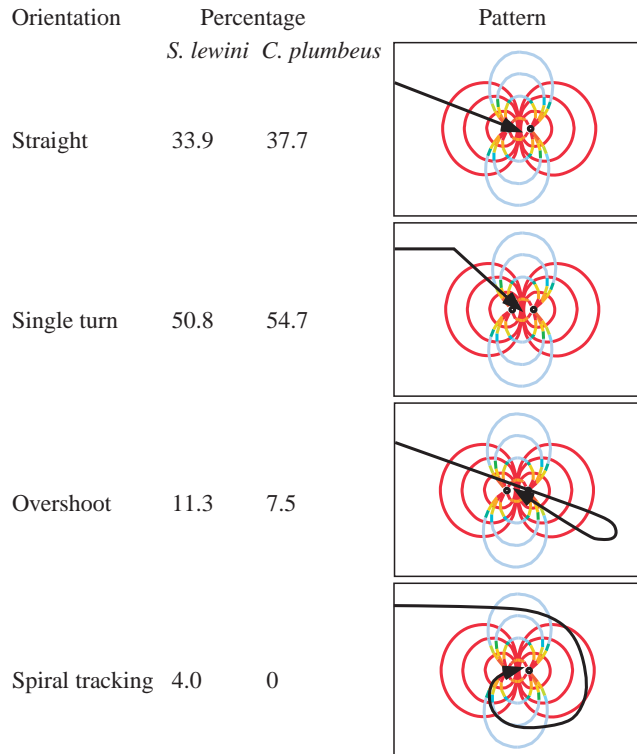 Orientation Percentage Pattern
S. lewini C. plumbeus
Straight 33.9 37.7
Single turn 50.8 54.7
Overshoot 11.3 7.5
Spiral tracking 4.0 0